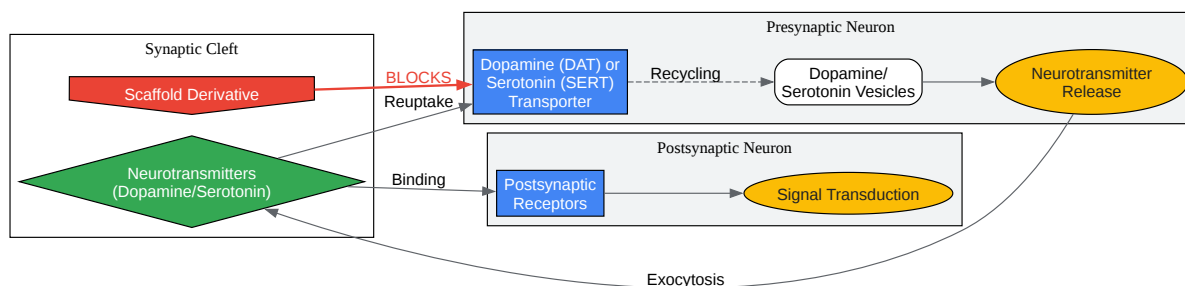 Synaptic Cleft
Scaffold Derivative
Neurotransmitters
(Dopamine/Serotonin)
BLOCKS
Reuptake
Binding
Presynaptic Neuron
Dopamine (DAT) or
Serotonin (SERT)
Transporter
Recycling
Dopamine/
Serotonin Vesicles
Neurotransmitter
Release
Postsynaptic Neuron
Postsynaptic
Receptors
Signal Transduction
Exocytosis